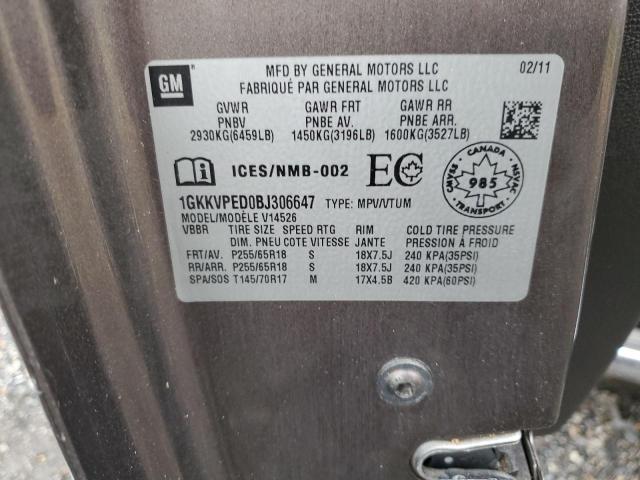 GM
MFD BY GENERAL MOTORS LLC 02/11
FABRIQUÉ PAR GENERAL MOTORS LLC
GVWR GAWR FRT GAWR RR
PNBV PNBE AV. PNBE ARR.
2930KG(6459LB) 1450KG(3196LB) 1600KG(3527LB)
ICES/NMB-002 EC
CANADA
CMVSS 985 NSVAC
TRANSPORT
1GKKVPED0BJ306647 TYPE: MPV/VTUM
MODEL/MODÈLE V14526
VBBR TIRE SIZE SPEED RTG RIM COLD TIRE PRESSURE
DIM. PNEU COTE VITESSE JANTE PRESSION À FROID
FRT/AV. P255/65R18 S 18X7.5J 240 KPA(35PSI)
RR/ARR. P255/65R18 S 18X7.5J 240 KPA(35PSI)
SPA/SOS T145/70R17 M 17X4.5B 420 KPA(60PSI)